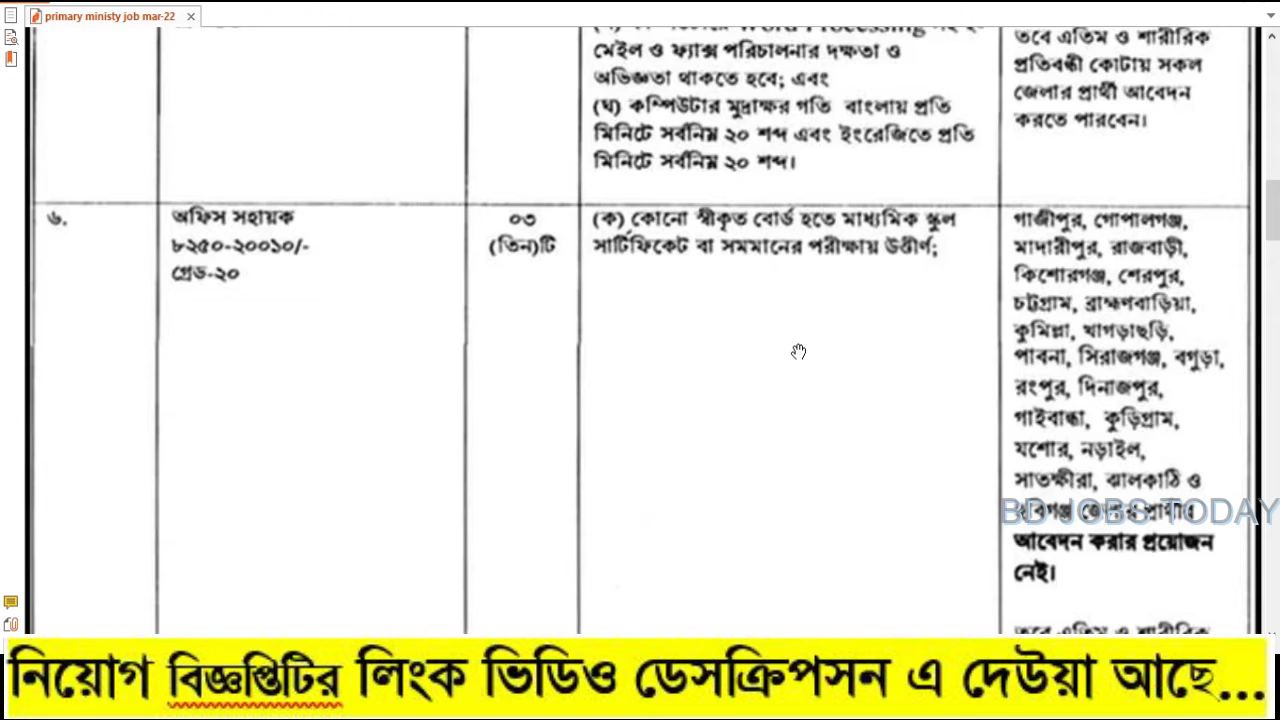 primary ministy job mar-22
মেইল ও ফ্যাক্স পরিচালনার দক্ষতা ও
অভিজ্ঞতা থাকতে হবে; এবং
(ঘ) কম্পিউটার মুদ্রাক্ষর গতি বাংলায় প্রতি
মিনিটে সর্বনিম্ন ২০ শব্দ এবং ইংরেজিতে প্রতি
মিনিটে সর্বনিম্ন ২০ শব্দ।
তবে এতিম ও শারীরিক
প্রতিবন্ধী কোটায় সকল
জেলার প্রার্থী আবেদন
করতে পারবেন।
৬.
অফিস সহায়ক
৮২৫০-২০০১০/-
গ্রেড-২০
০৩
(তিন)টি
(ক) কোনো স্বীকৃত বোর্ড হতে মাধ্যমিক স্কুল
সার্টিফিকেট বা সমমানের পরীক্ষায় উত্তীর্ণ;
গাজীপুর, গোপালগঞ্জ,
মাদারীপুর, রাজবাড়ী,
কিশোরগঞ্জ, শেরপুর,
চট্টগ্রাম, ব্রাহ্মণবাড়িয়া,
কুমিল্লা, খাগড়াছড়ি,
পাবনা, সিরাজগঞ্জ, বগুড়া,
রংপুর, দিনাজপুর,
গাইবান্ধা, কুড়িগ্রাম,
যশোর, নড়াইল,
সাতক্ষীরা, ঝালকাঠি ও
হবিগঞ্জ জেলার প্রার্থীর
BD JOBS TODAY
আবেদন করার প্রয়োজন
নেই।
তবে এতিম ও শারীরিক
নিয়োগ বিজ্ঞপ্তিটির লিংক ভিডিও ডেসক্রিপসন এ দেউয়া আছে...